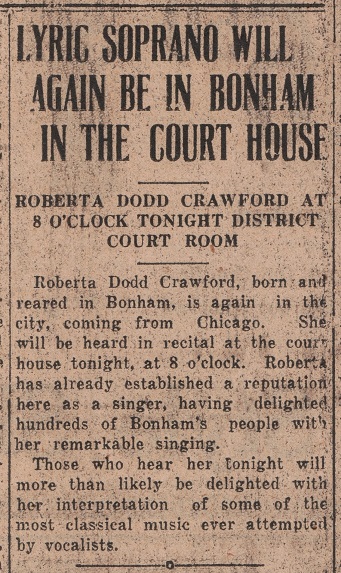 LYRIC SOPRANO WILL
AGAIN BE IN BONHAM
IN THE COURT HOUSE
ROBERTA DODD CRAWFORD AT
8 O'CLOCK TONIGHT DISTRICT
COURT ROOM
Roberta Dodd Crawford, born and
reared in Bonham, is again in the
city, coming from Chicago. She
will be heard in recital at the court
house tonight, at 8 o'clock. Roberta
has already established a reputation
here as a singer, having delighted
hundreds of Bonham's people with
her remarkable singing.
Those who hear her tonight will
more than likely be delighted with
her interpretation of some of the
most classical music ever attempted
by vocalists.